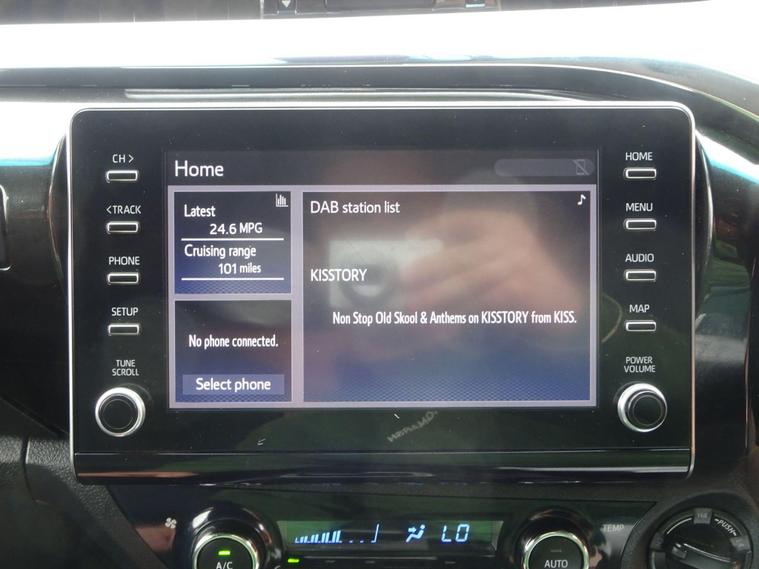 CH >
<TRACK
PHONE
SETUP
TUNE
SCROLL
Home
Latest
24.6 MPG
Cruising range
101 miles
No phone connected.
Select phone
DAB station list
KISSTORY
Non Stop Old Skool & Anthems on KISSTORY from KISS.
HOME
MENU
AUDIO
MAP
POWER
VOLUME
A/C
LO
AUTO
TEMP
H4
PUSH